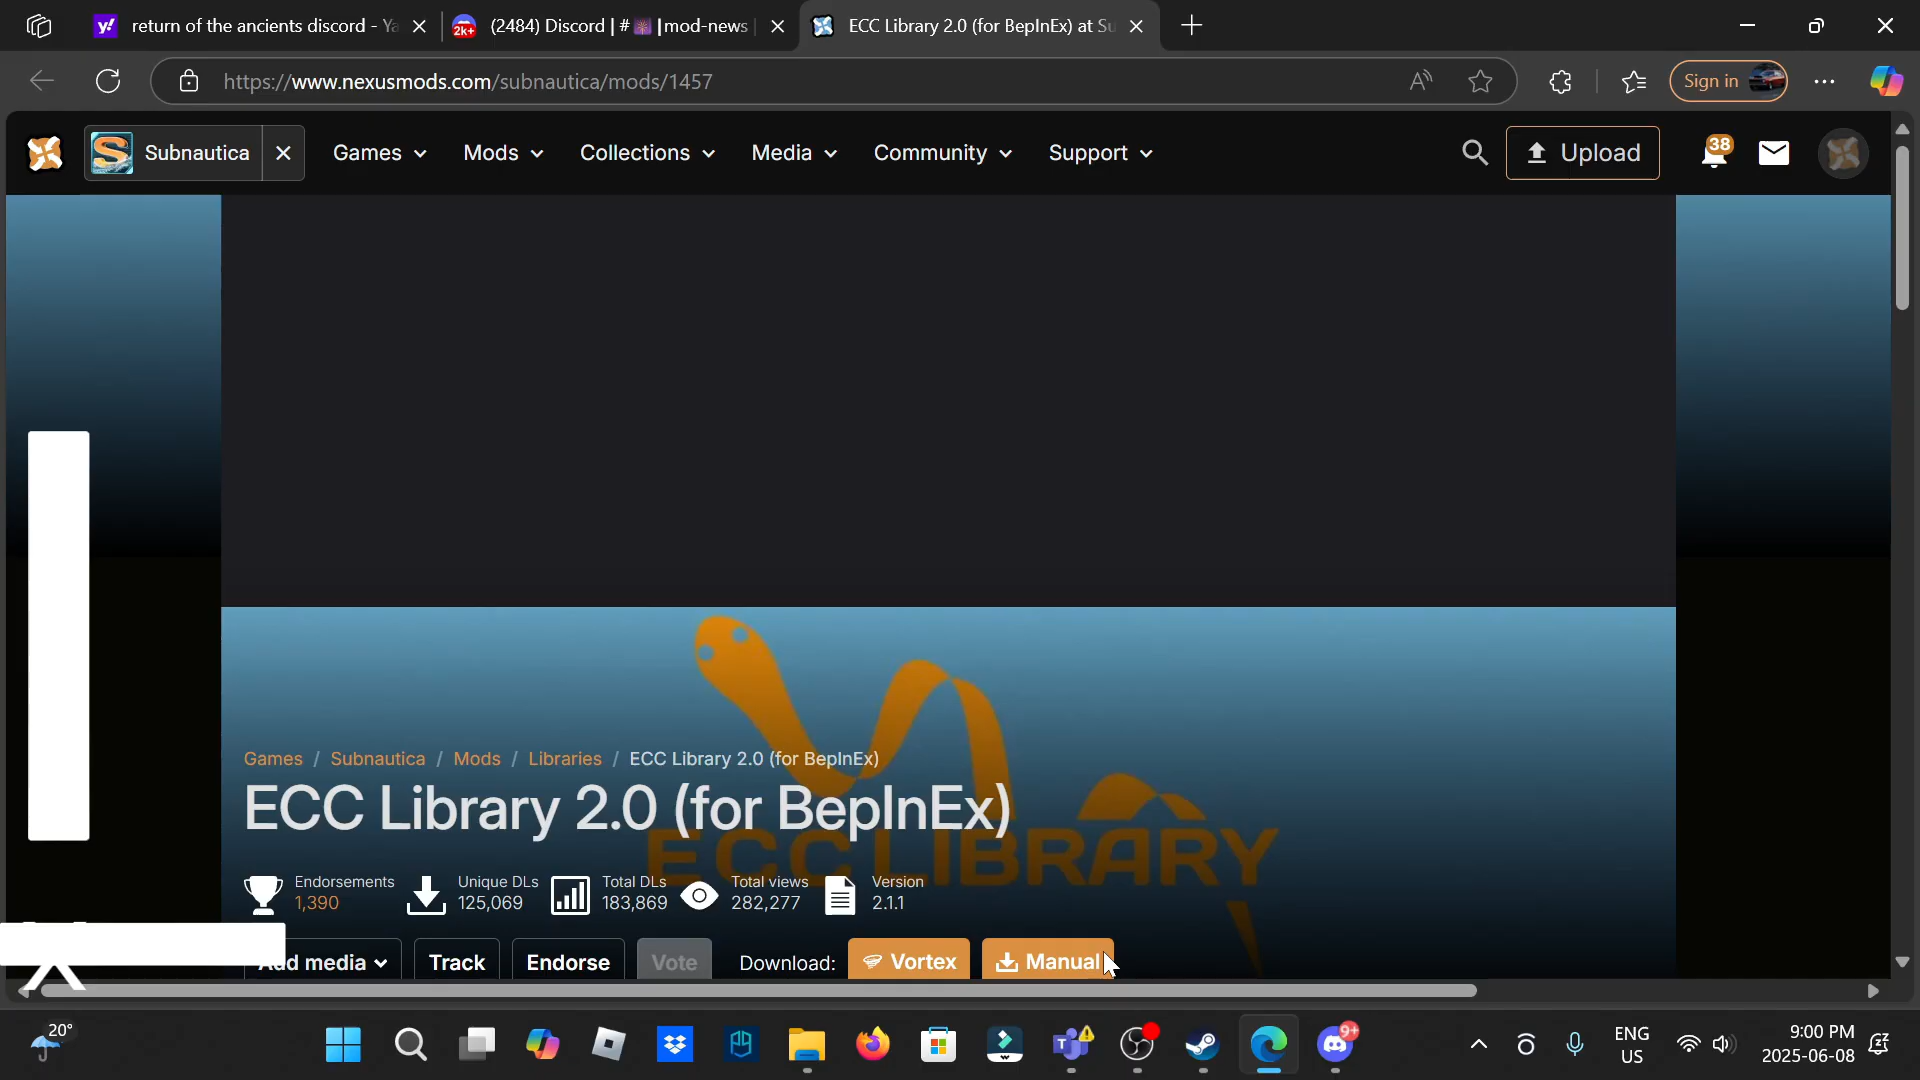 return of the ancients discord - Ya
2k+
(2484) Discord | # | mod-news |
ECC Library 2.0 (for BepInEx) at Su
https://www.nexusmods.com/subnautica/mods/1457
Sign in
Subnautica
Games
Mods
Collections
Media
Community
Support
Upload
38
Games / Subnautica / Mods / Libraries / ECC Library 2.0 (for BepInEx)
ECC Library 2.0 (for BepInEx)
ECC LIBRARY
Endorsements
1,390
Unique DLs
125,069
Total DLs
183,869
Total views
282,277
Version
2.1.1
Add media
Track
Endorse
Vote
Download:
Vortex
Manual
20°
9+
ENG
US
9:00 PM
2025-06-08